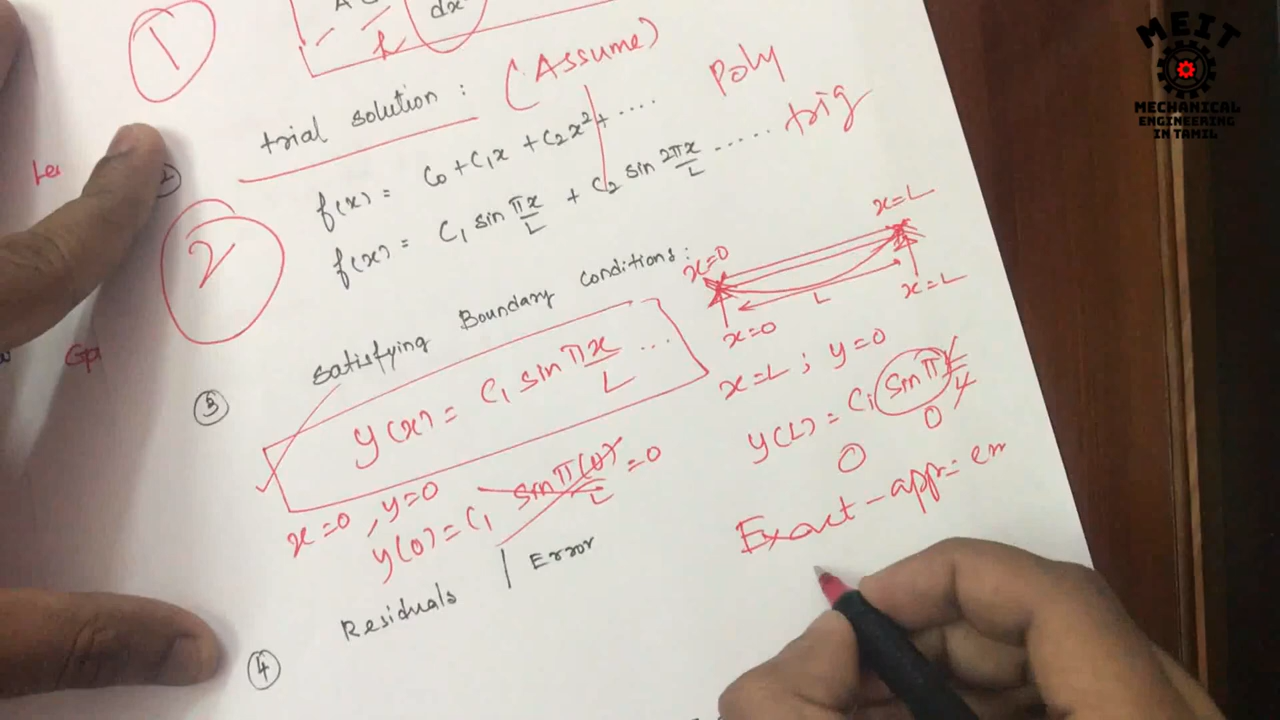 1
dx
trial solution : (Assume)
Poly
f(x) = C0 + C1x + C2x² + ....
trig
f(x) = C1 sin πx/L + C2 sin 2πx/L ....
2
3 Satisfying Boundary conditions :
x=0
x=L
L
x=0
x=L
y(x) = C1 sin πx/L ...
x=L ; y=0
y(L) = C1 sin π L/L
0
0
x=0 , y=0
y(0) = C1 sin π(0)/L =0
Exact - app = err
4 Residuals / Error
MEIT
MECHANICAL
ENGINEERING
IN TAMIL